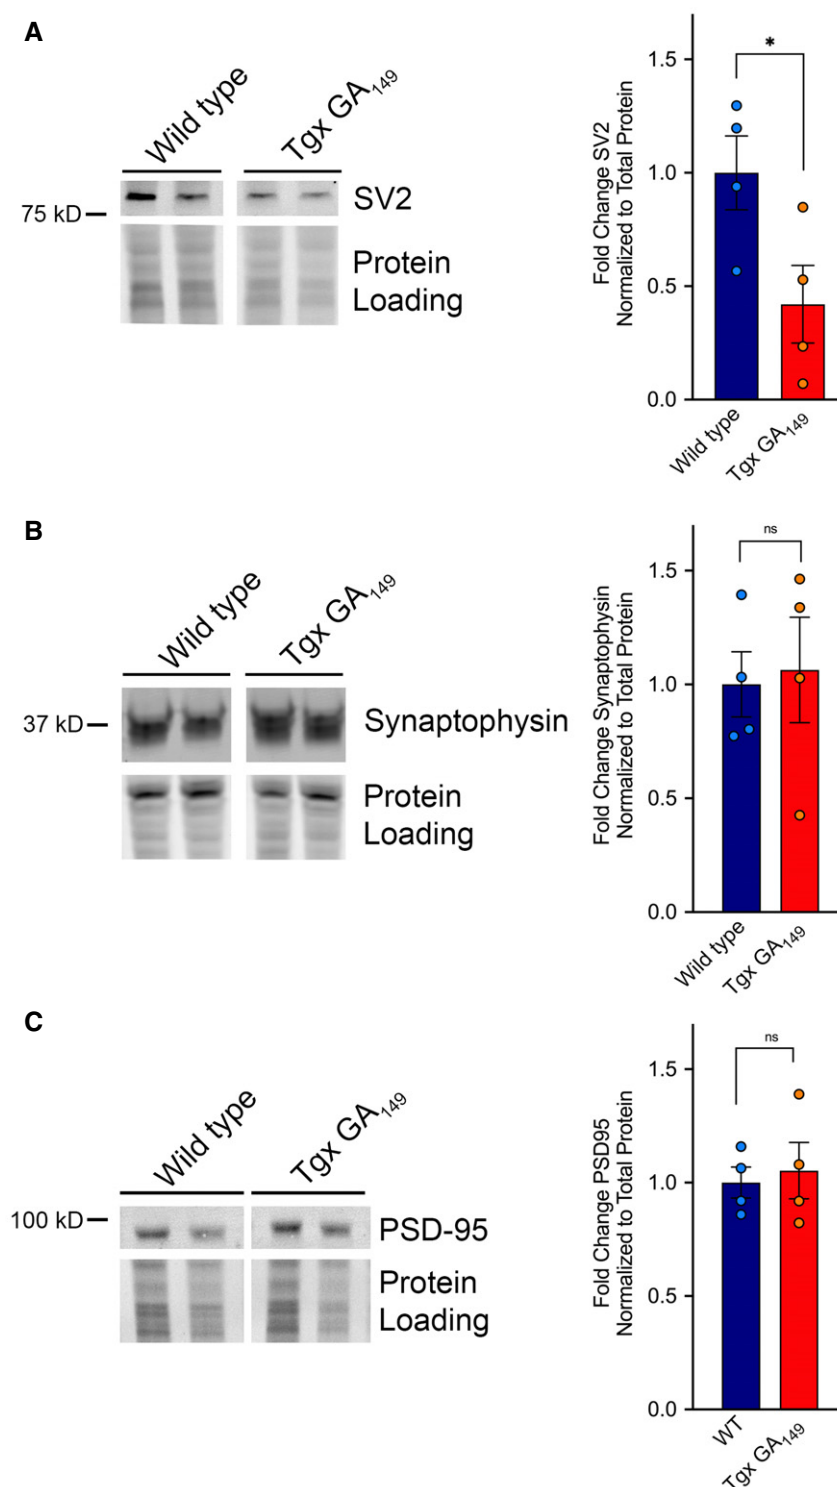 A
Wild type
Tgx GA149
75 kD
SV2
Protein
Loading
Fold Change SV2
Normalized to Total Protein
*
1.5
1.0
0.5
0.0
Wild type
Tgx GA149
B
Wild type
Tgx GA149
37 kD
Synaptophysin
Protein
Loading
Fold Change Synaptophysin
Normalized to Total Protein
ns
1.5
1.0
0.5
0.0
Wild type
Tgx GA149
C
Wild type
Tgx GA149
100 kD
PSD-95
Protein
Loading
Fold Change PSD95
Normalized to Total Protein
ns
1.5
1.0
0.5
0.0
WT
Tgx GA149